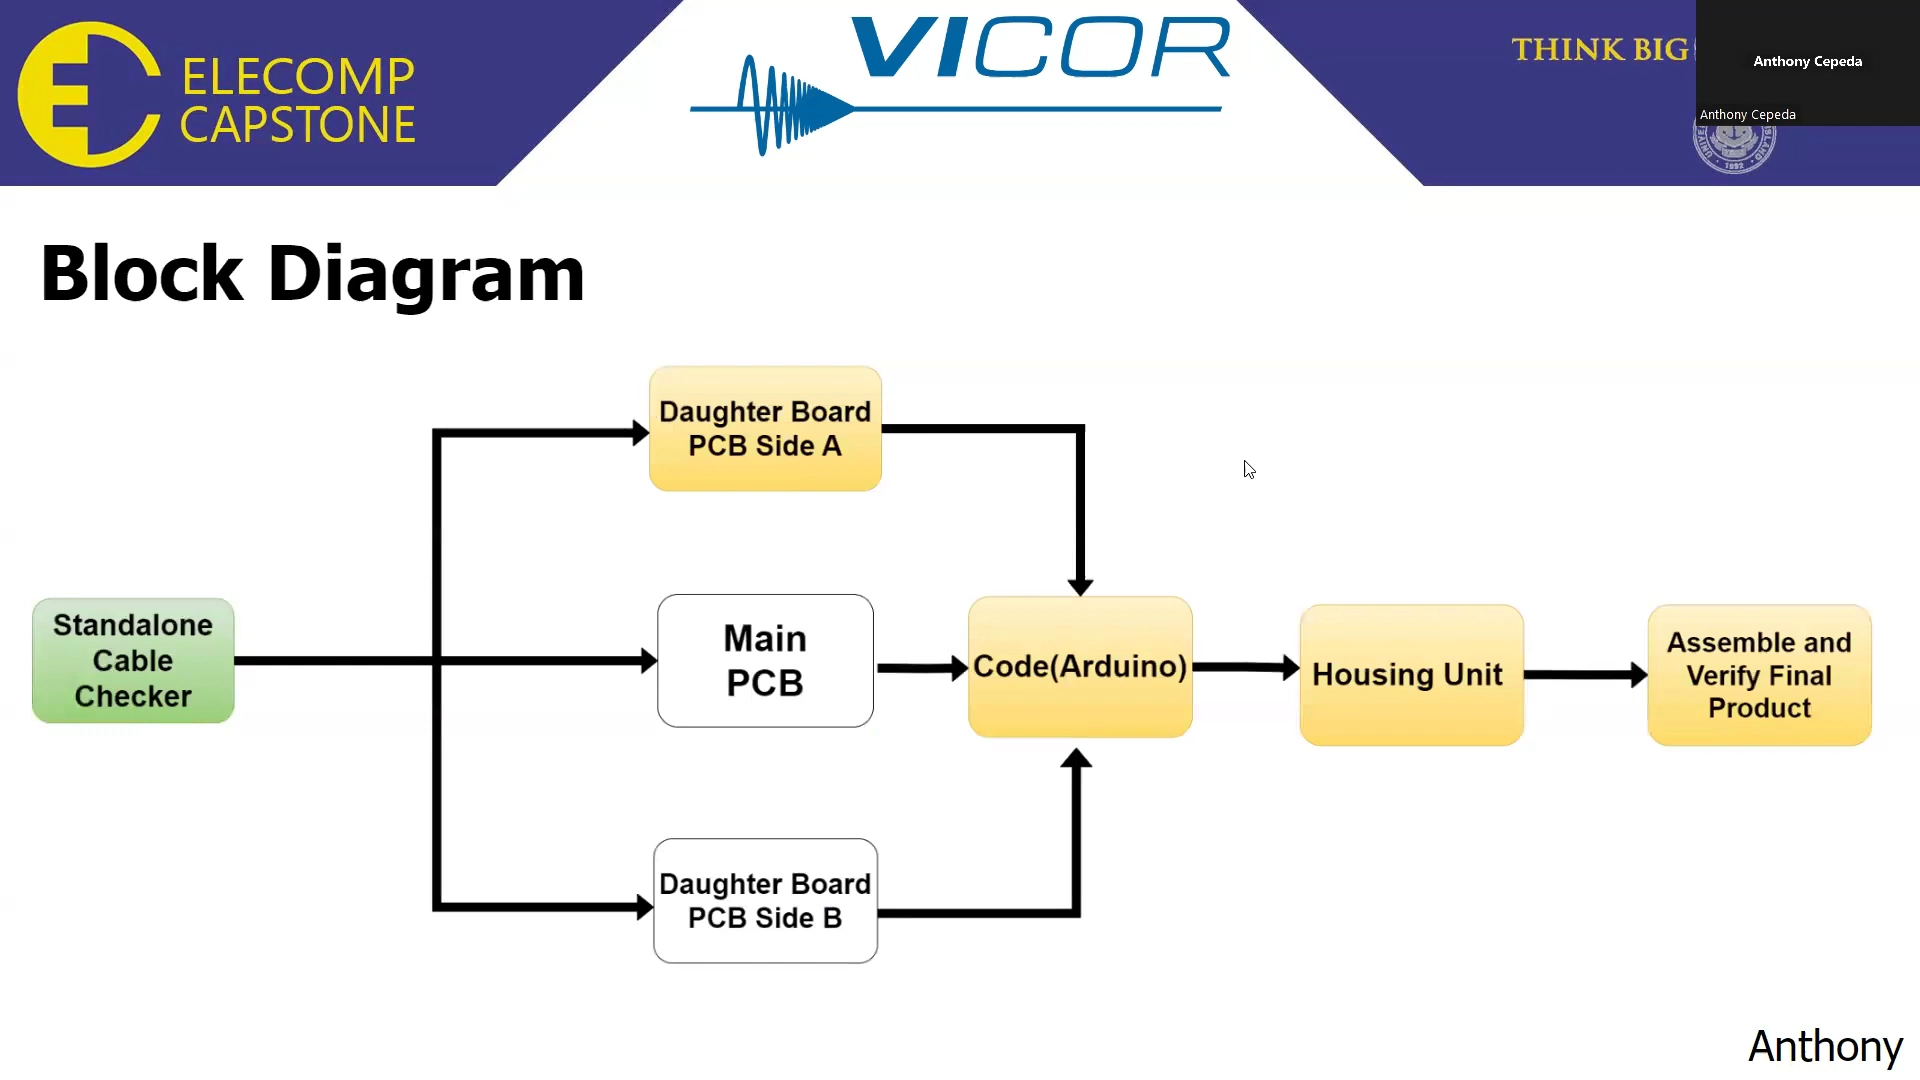 ELECOMP
CAPSTONE
VICOR
THINK BIG
Anthony Cepeda
Anthony Cepeda
1892
Block Diagram
Daughter Board
PCB Side A
Standalone
Cable
Checker
Main
PCB
Code(Arduino)
Housing Unit
Assemble and
Verify Final
Product
Daughter Board
PCB Side B
Anthony